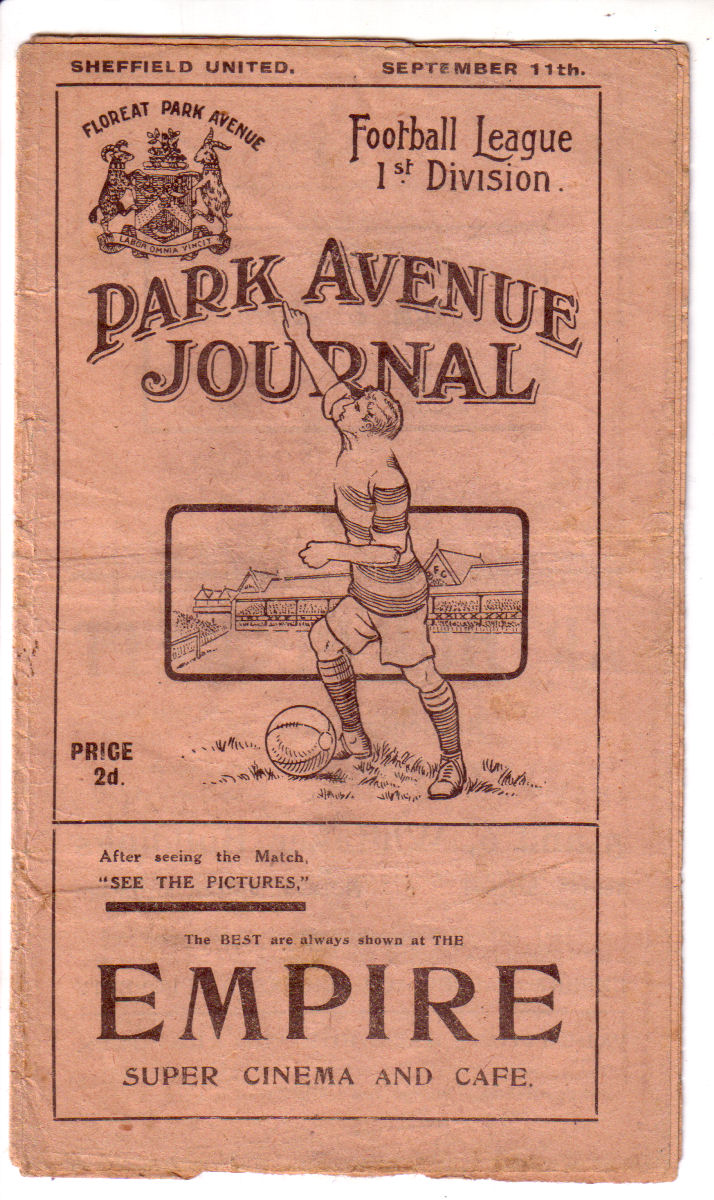 SHEFFIELD UNITED. SEPTEMBER 11th.
FLOREAT PARK AVENUE
Football League
1st Division.
LABOR OMNIA VINCIT
PARK AVENUE
JOURNAL
F C
PRICE
2d.
After seeing the Match,
"SEE THE PICTURES,"
The BEST are always shown at THE
EMPIRE
SUPER CINEMA AND CAFE.